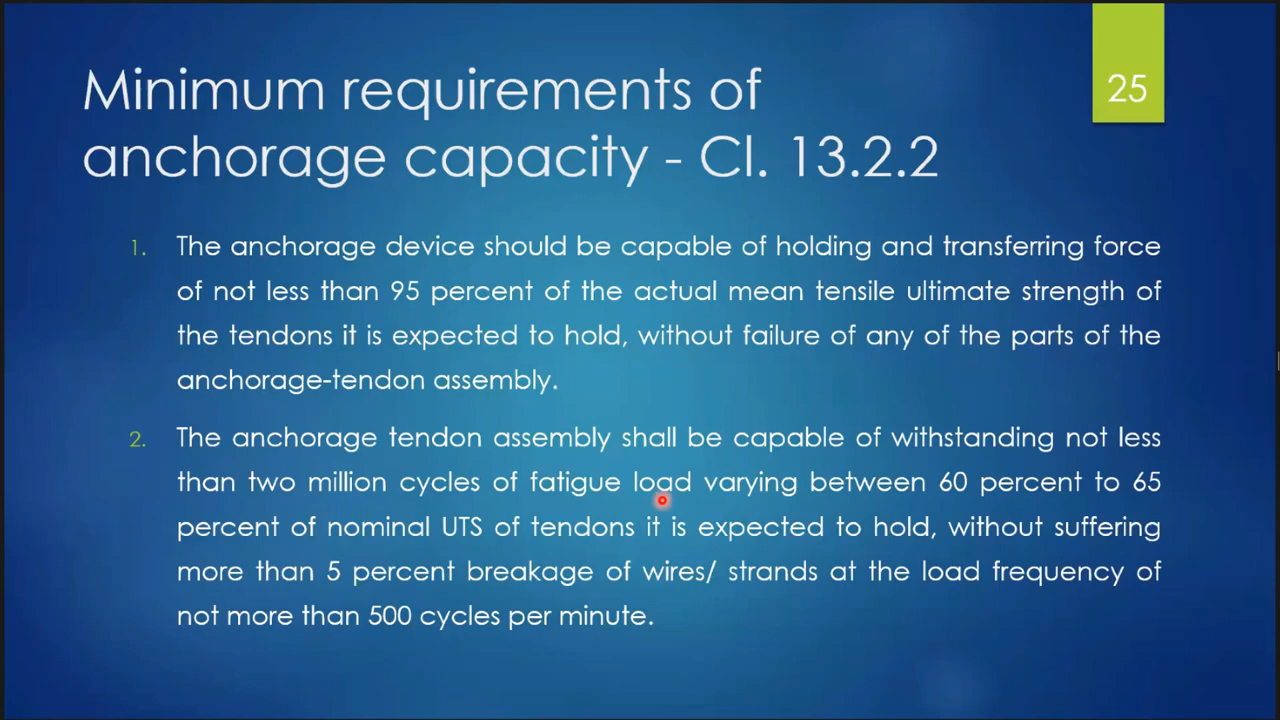 Minimum requirements of
anchorage capacity - Cl. 13.2.2
25
1. The anchorage device should be capable of holding and transferring force
of not less than 95 percent of the actual mean tensile ultimate strength of
the tendons it is expected to hold, without failure of any of the parts of the
anchorage-tendon assembly.
2. The anchorage tendon assembly shall be capable of withstanding not less
than two million cycles of fatigue load varying between 60 percent to 65
percent of nominal UTS of tendons it is expected to hold, without suffering
more than 5 percent breakage of wires/ strands at the load frequency of
not more than 500 cycles per minute.